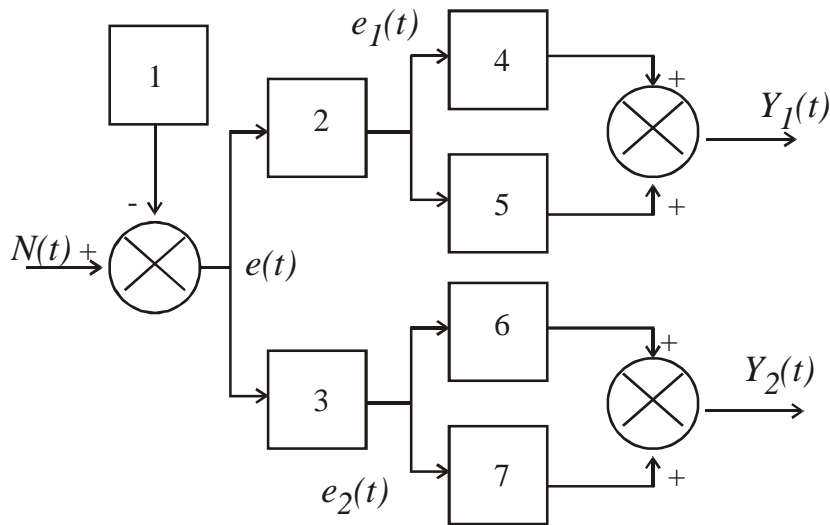 e1(t)
1
4
+
2
Y1(t)
5
-
+
N(t) +
e(t)
6
+
3
Y2(t)
7
+
e2(t)